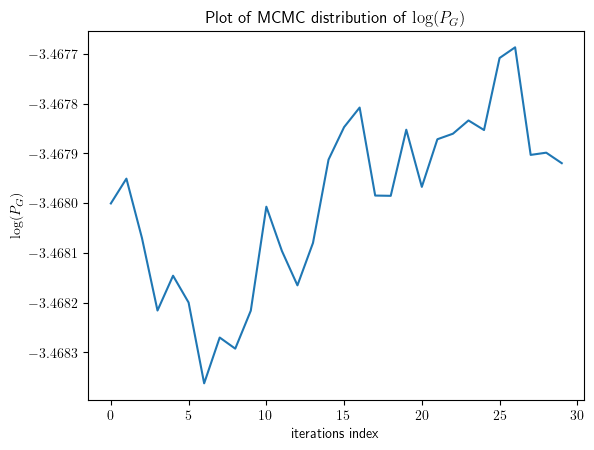 Plot of MCMC distribution of log(P_G)
−3.4677
−3.4678
−3.4679
−3.4680
−3.4681
−3.4682
−3.4683
log(P_G)
0 5 10 15 20 25 30
iterations index